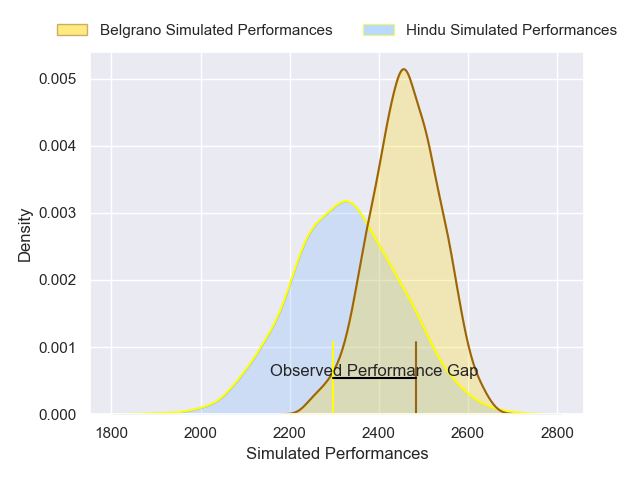 Belgrano Simulated Performances Hindu Simulated Performances
0.005
0.004
0.003
0.002
0.001
0.000
Density
Observed Performance Gap
1800 2000 2200 2400 2600 2800
Simulated Performances